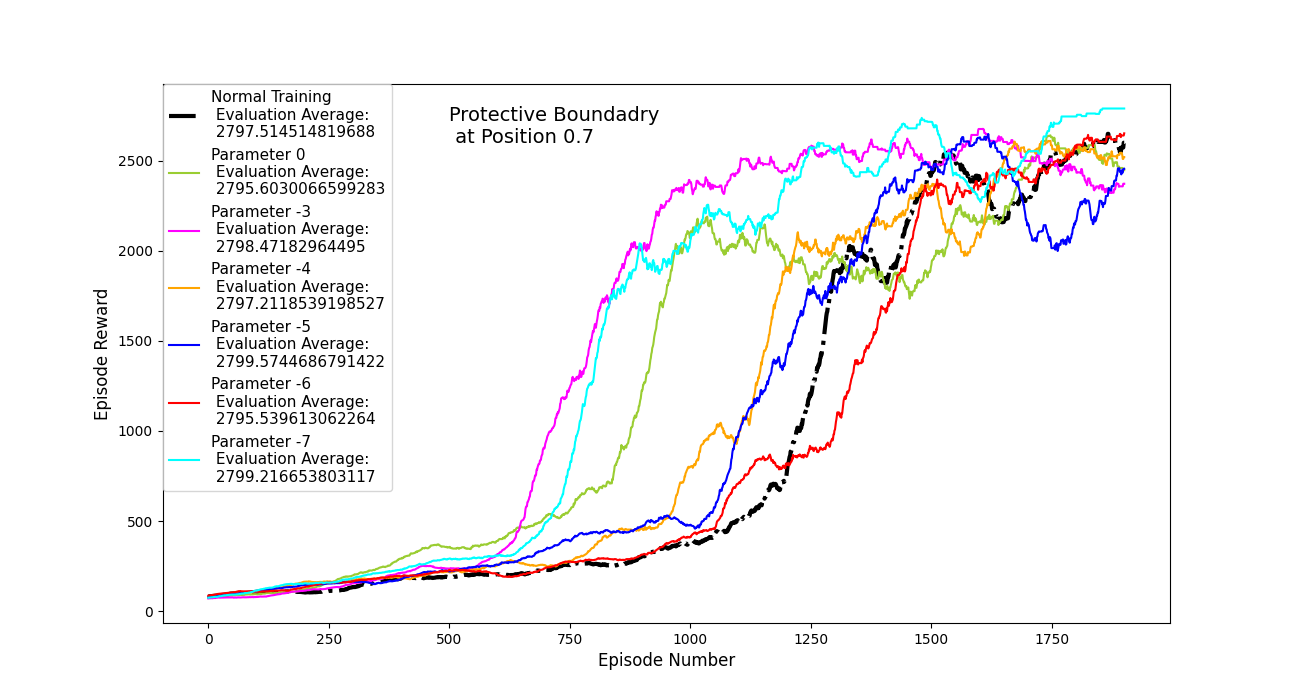 Normal Training
Evaluation Average:
2797.514514819688
Parameter 0
Evaluation Average:
2795.6030066599283
Parameter -3
Evaluation Average:
2798.47182964495
Parameter -4
Evaluation Average:
2797.2118539198527
Parameter -5
Evaluation Average:
2799.5744686791422
Parameter -6
Evaluation Average:
2795.539613062264
Parameter -7
Evaluation Average:
2799.216653803117
Protective Boundadry
at Position 0.7
Episode Reward
2500
2000
1500
1000
500
0
0 250 500 750 1000 1250 1500 1750
Episode Number